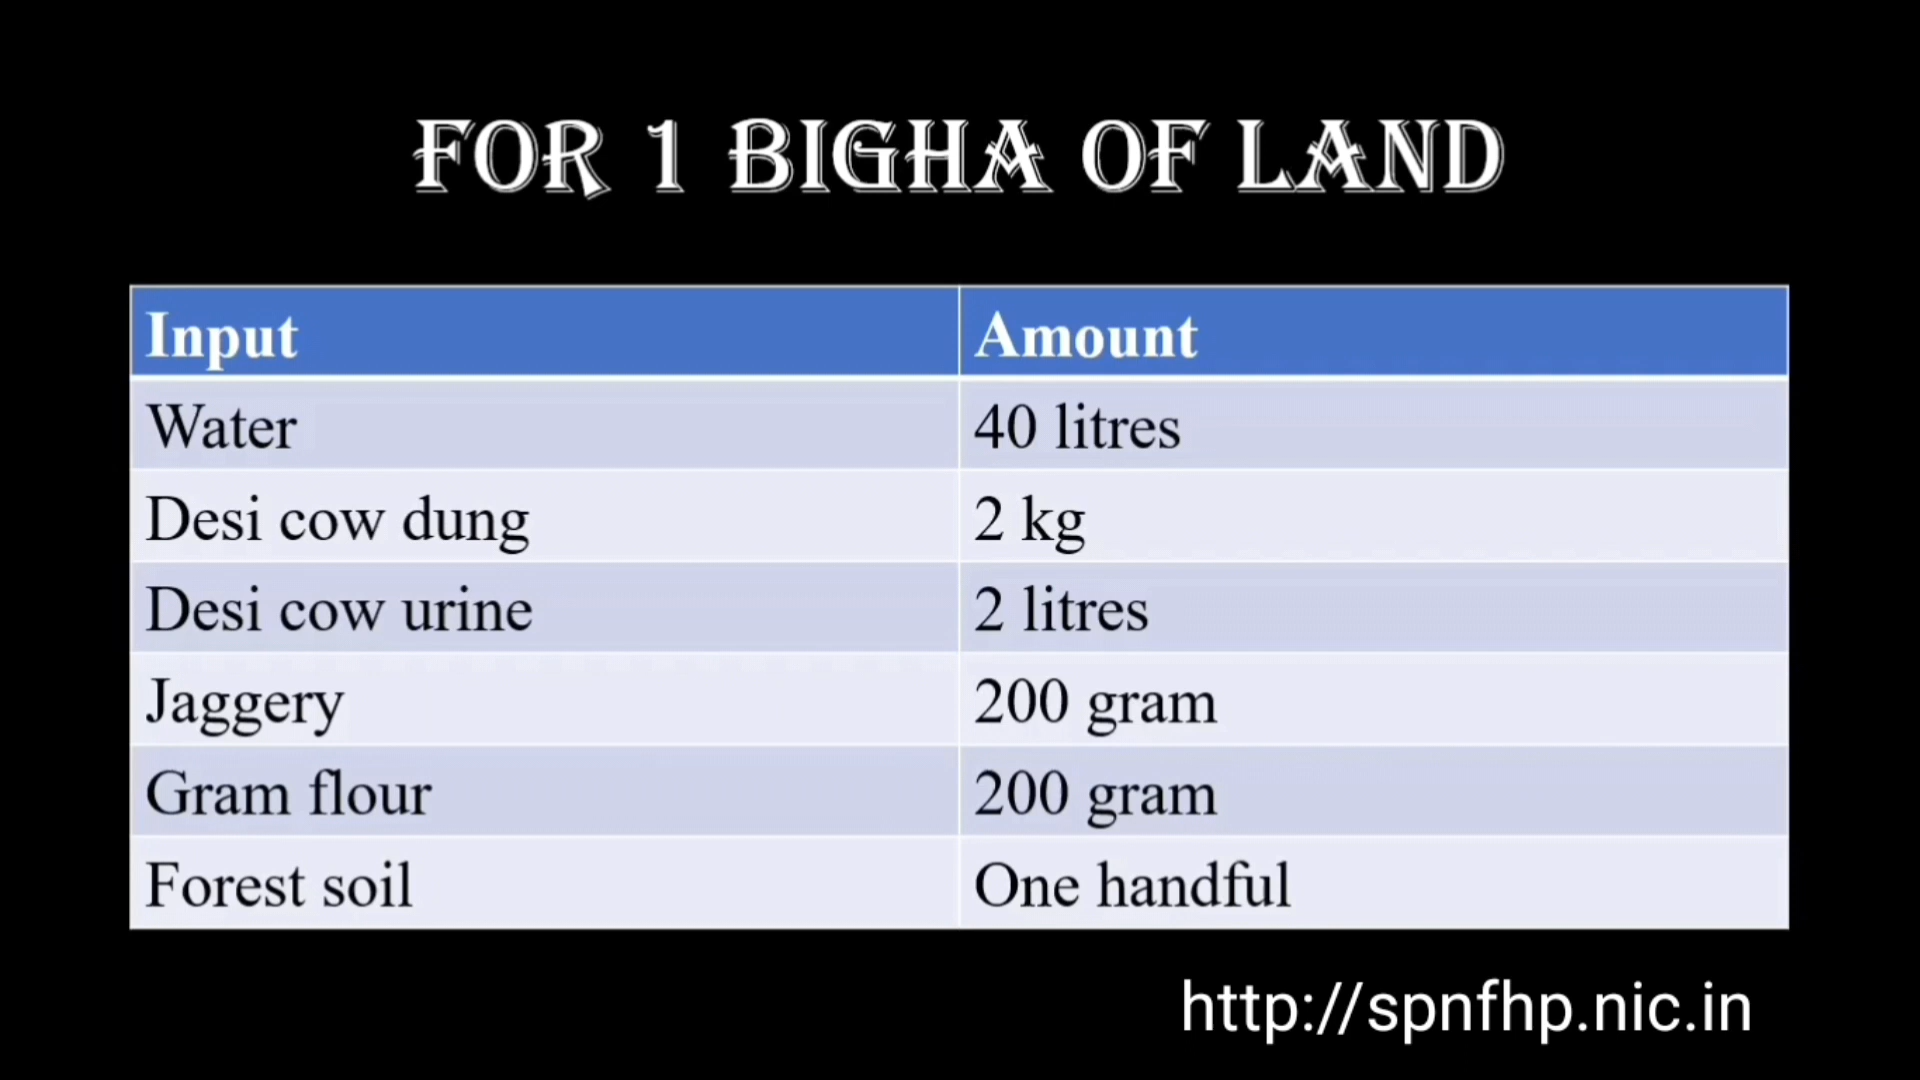 FOR 1 BIGHA OF LAND
Input Amount
Water 40 litres
Desi cow dung 2 kg
Desi cow urine 2 litres
Jaggery 200 gram
Gram flour 200 gram
Forest soil One handful
http://spnfhp.nic.in